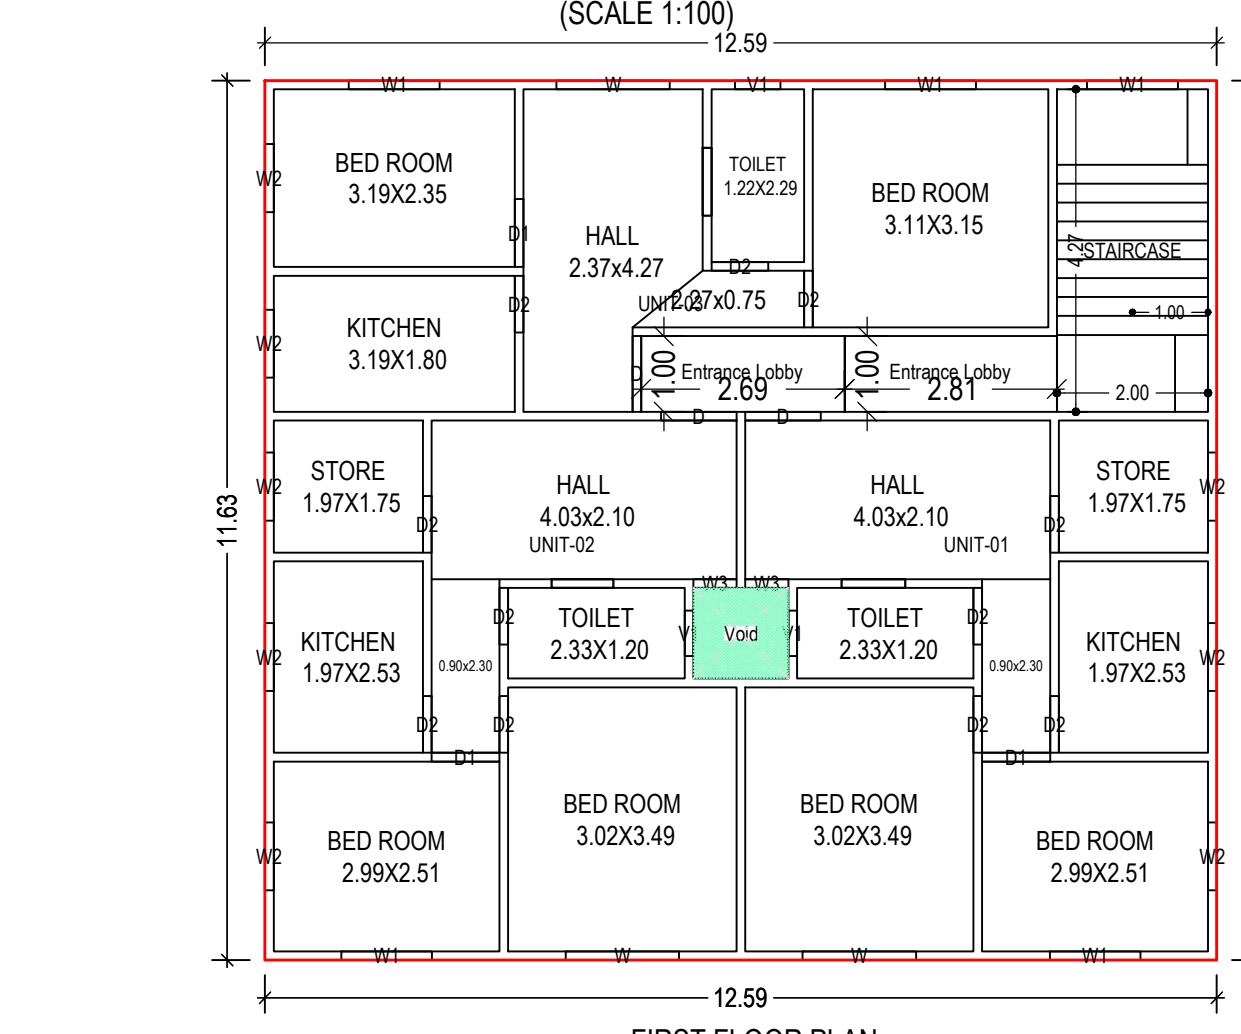 (SCALE 1:100)
12.59
W1
W
V1
W1
W1
BED ROOM
3.19X2.35
W2
D1
HALL
2.37x4.27
TOILET
1.22X2.29
D2
BED ROOM
3.11X3.15
4.27
STAIRCASE
1.00
UNIT-03
2.27x0.75
D2
D2
KITCHEN
3.19X1.80
W2
D
1.00
Entrance Lobby
2.69
1.00
Entrance Lobby
2.81
2.00
D
D
11.63
STORE
1.97X1.75
W2
D2
HALL
4.03x2.10
UNIT-02
HALL
4.03x2.10
UNIT-01
D2
STORE
1.97X1.75
W2
W3
W3
KITCHEN
1.97X2.53
W2
0.90x2.30
D2
TOILET
2.33X1.20
Void
V1
TOILET
2.33X1.20
D2
0.90x2.30
KITCHEN
1.97X2.53
W2
D2
D2
D1
D2
D2
D1
BED ROOM
2.99X2.51
W2
BED ROOM
3.02X3.49
BED ROOM
3.02X3.49
BED ROOM
2.99X2.51
W2
W1
W
W
W1
12.59
FIRST FLOOR PLAN